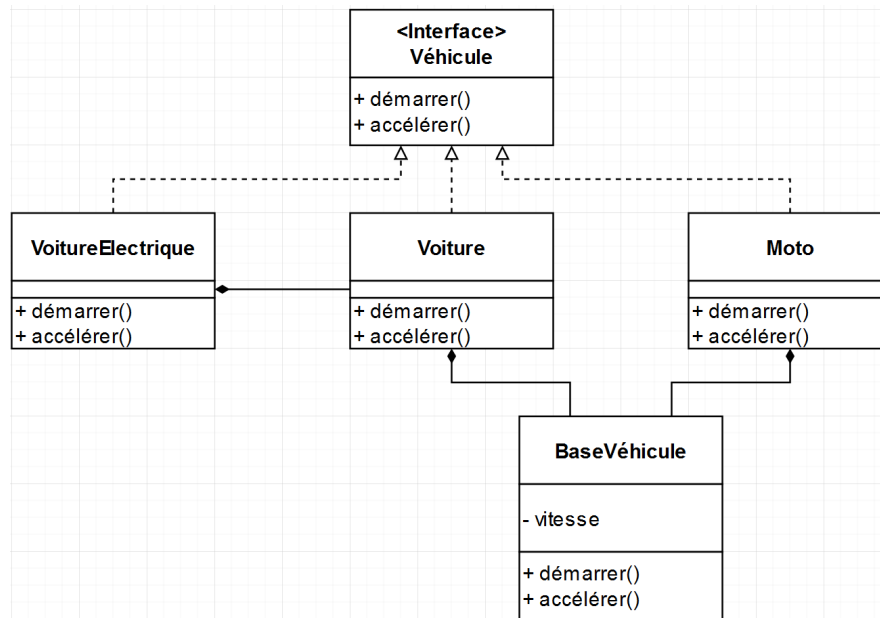 <Interface>
Véhicule
+ démarrer()
+ accélérer()
VoitureElectrique
+ démarrer()
+ accélérer()
Voiture
+ démarrer()
+ accélérer()
Moto
+ démarrer()
+ accélérer()
BaseVéhicule
- vitesse
+ démarrer()
+ accélérer()